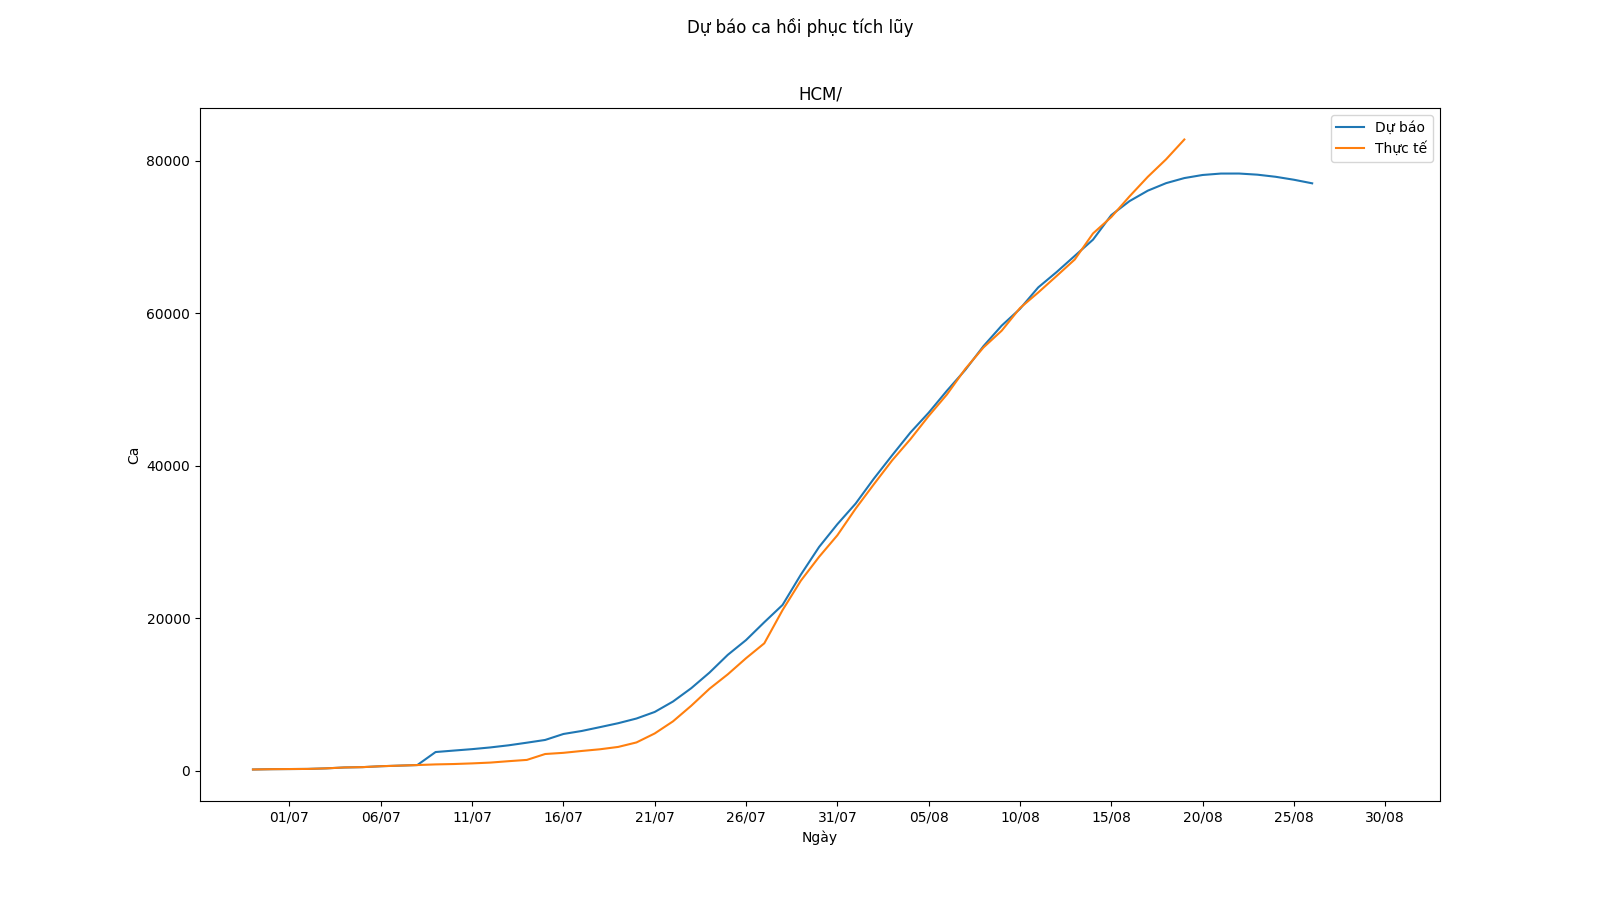 Dự báo ca hồi phục tích lũy
HCM/
Dự báo
Thực tế
80000
60000
40000
20000
0
Ca
01/07 06/07 11/07 16/07 21/07 26/07 31/07 05/08 10/08 15/08 20/08 25/08 30/08
Ngày